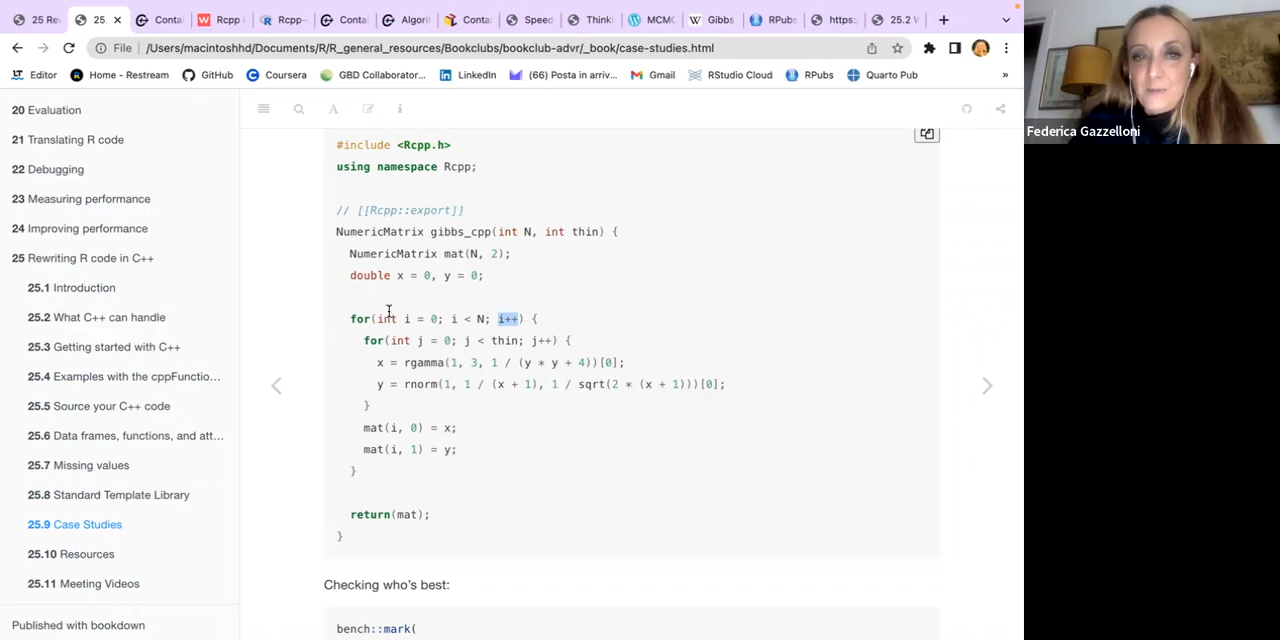 25 Rev
25.
Conta
Rcpp i
Rcpp-
Conta
Algorit
Contai
Speed
Thinki
MCMC
Gibbs
RPubs
https:
25.2 W
File /Users/macintoshhd/Documents/R/R_general_resources/Bookclubs/bookclub-advr/_book/case-studies.html
Editor
Home - Restream
GitHub
Coursera
GBD Collaborator...
LinkedIn
(66) Posta in arriv...
Gmail
RStudio Cloud
RPubs
Quarto Pub
»
20 Evaluation
21 Translating R code
22 Debugging
23 Measuring performance
24 Improving performance
25 Rewriting R code in C++
25.1 Introduction
25.2 What C++ can handle
25.3 Getting started with C++
25.4 Examples with the cppFunctio...
25.5 Source your C++ code
25.6 Data frames, functions, and att...
25.7 Missing values
25.8 Standard Template Library
25.9 Case Studies
25.10 Resources
25.11 Meeting Videos
Published with bookdown
#include <Rcpp.h>
using namespace Rcpp;
// [[Rcpp::export]]
NumericMatrix gibbs_cpp(int N, int thin) {
NumericMatrix mat(N, 2);
double x = 0, y = 0;
for(int i = 0; i < N; i++) {
for(int j = 0; j < thin; j++) {
x = rgamma(1, 3, 1 / (y * y + 4))[0];
y = rnorm(1, 1 / (x + 1), 1 / sqrt(2 * (x + 1)))[0];
}
mat(i, 0) = x;
mat(i, 1) = y;
}
return(mat);
}
Checking who's best:
bench::mark(
Federica Gazzelloni